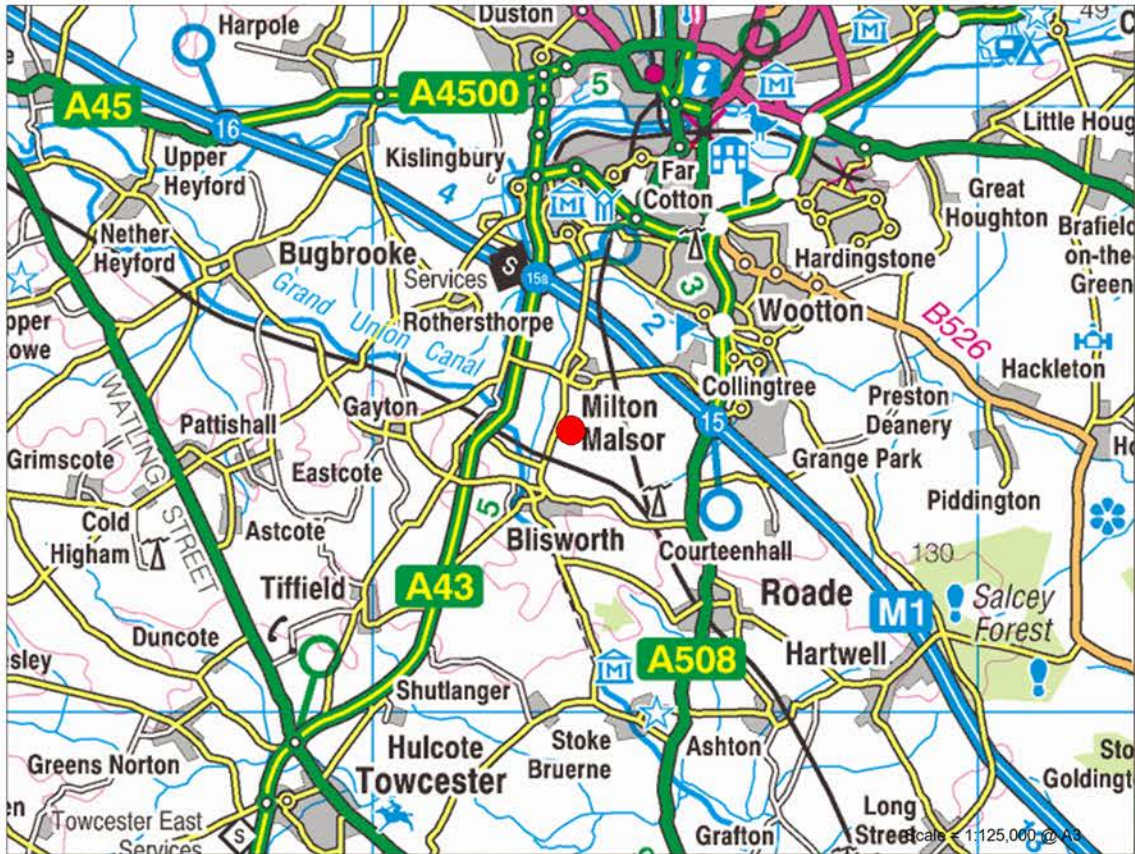 Duston
Harpole
49
A45
A4500
5
i
M
M
16
Little Houg
Upper
Heyford
Kislingbury
4
Far
Cotton
M
Great
Houghton
Brafield
on-the
Green
Nether
Heyford
Bugbrooke
Services
S
15a
Hardingstone
3
Wootton
B526
Grand Union Canal
Rothersthorpe
2
pper
owe
Hackleton
H
Collingtree
Preston
Deanery
WATLING STREET
Gayton
Milton
Malsor
15
Pattishall
Grimscote
Eastcote
Grange Park
Ho
Piddington
Cold
Higham
Astcote
5
Blisworth
Courteenhall
130
Tiffield
A43
Roade
M1
Salcey
Forest
Duncote
esley
A508
Hartwell
M
Shutlanger
Hulcote
Towcester
Stoke
Bruerne
Ashton
Greens Norton
Sto
Goldingt
en
Towcester East
Services
S
Long
Street
Grafton
Scale = 1:125,000 @ A3